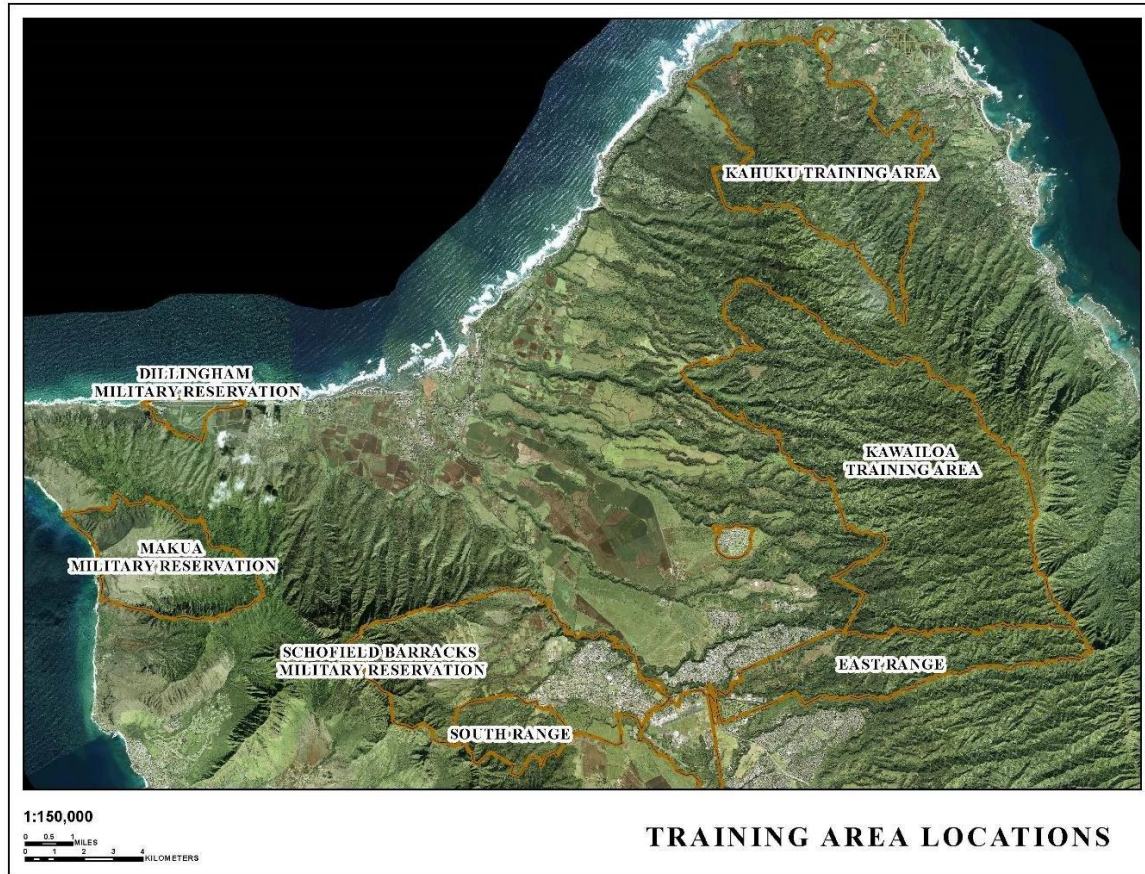 KAHUKU TRAINING AREA
DILLINGHAM
MILITARY RESERVATION
KAWAILOA
TRAINING AREA
MAKUA
MILITARY RESERVATION
SCHOFIELD BARRACKS
MILITARY RESERVATION
EAST RANGE
SOUTH RANGE
1:150,000
0 0.5 1
MILES
0 1 2 3 4
KILOMETERS
TRAINING AREA LOCATIONS